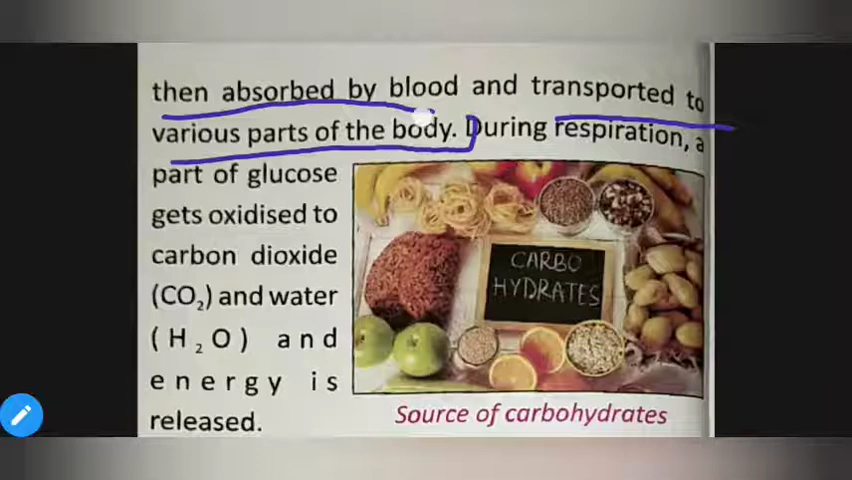 then absorbed by blood and transported to
various parts of the body. During respiration, a
part of glucose
gets oxidised to
carbon dioxide
(CO₂) and water
(H₂O) and
energy is
released.
CARBO
HYDRATES
Source of carbohydrates